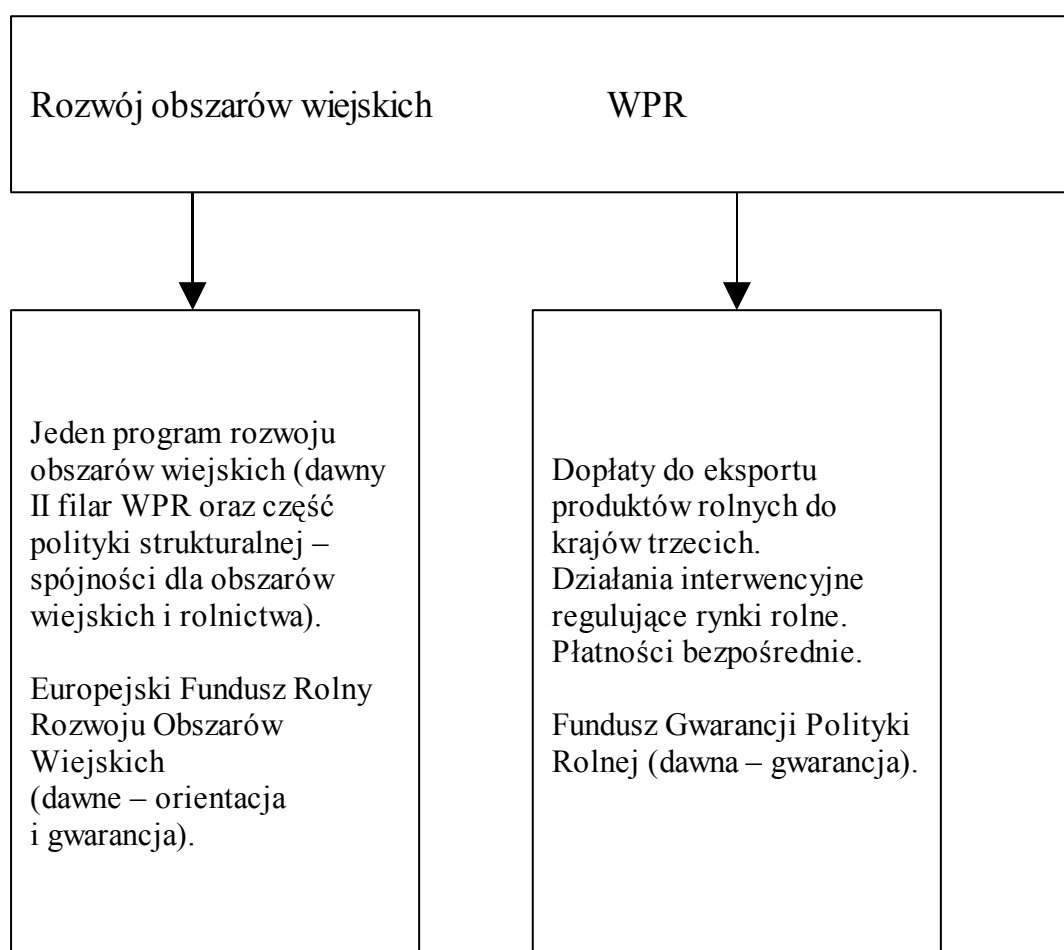 Rozwój obszarów wiejskich WPR
Jeden program rozwoju
obszarów wiejskich (dawny
II filar WPR oraz część
polityki strukturalnej –
spójności dla obszarów
wiejskich i rolnictwa).
Europejski Fundusz Rolny
Rozwoju Obszarów
Wiejskich
(dawne – orientacja
i gwarancja).
Dopłaty do eksportu
produktów rolnych do
krajów trzecich.
Działania interwencyjne
regulujące rynki rolne.
Płatności bezpośrednie.
Fundusz Gwarancji Polityki
Rolnej (dawna – gwarancja).